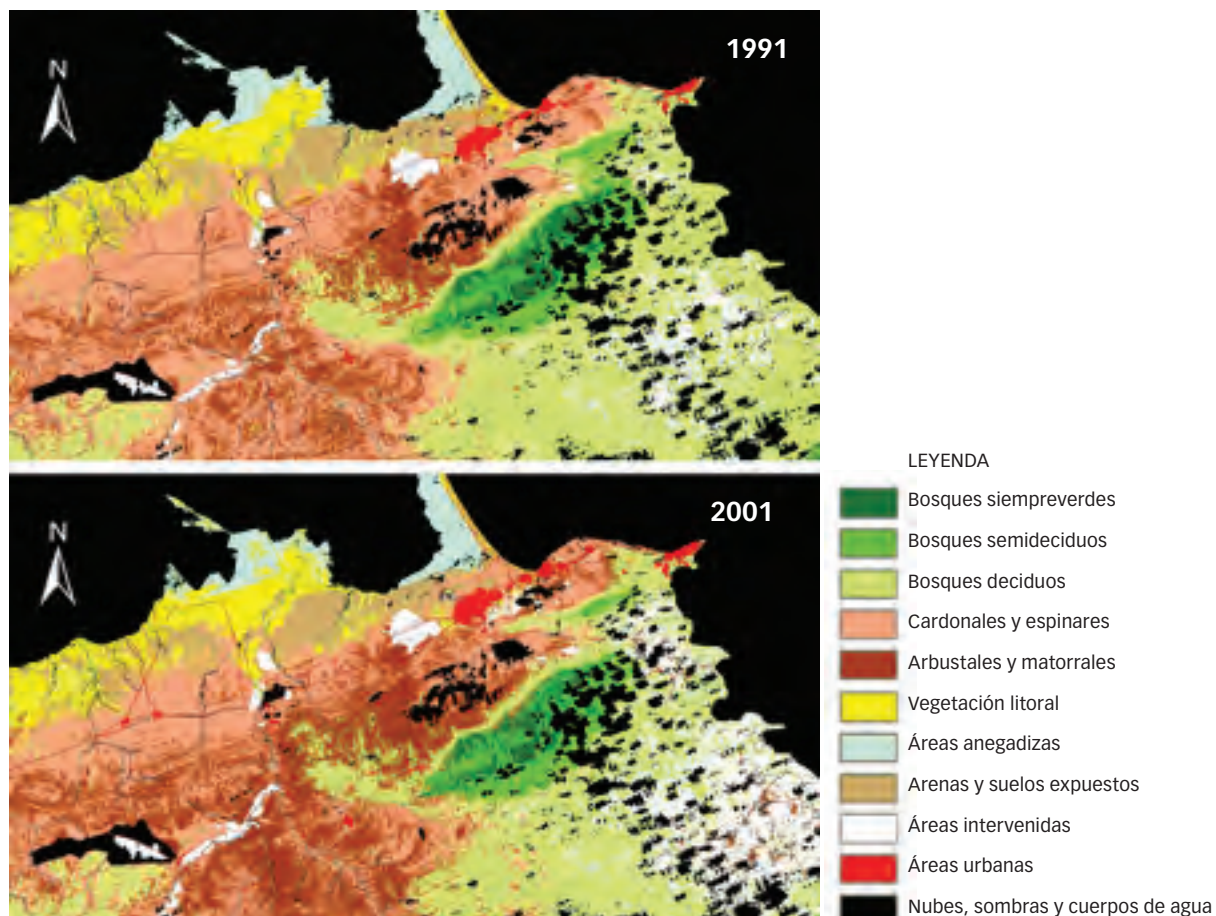 1991
N
2001
N
LEYENDA
Bosques siempreverdes
Bosques semideciduos
Bosques deciduos
Cardonales y espinares
Arbustales y matorrales
Vegetación litoral
Áreas anegadizas
Arenas y suelos expuestos
Áreas intervenidas
Áreas urbanas
Nubes, sombras y cuerpos de agua